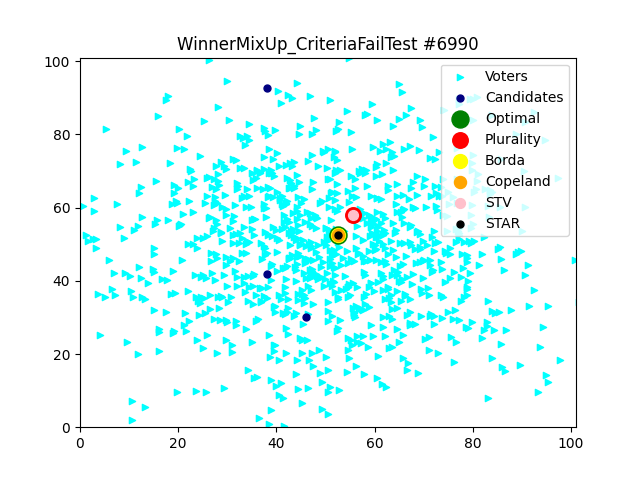 WinnerMixUp_CriteriaFailTest #6990
100
80
60
40
20
0
0
20
40
60
80
100
Voters
Candidates
Optimal
Plurality
Borda
Copeland
STV
STAR